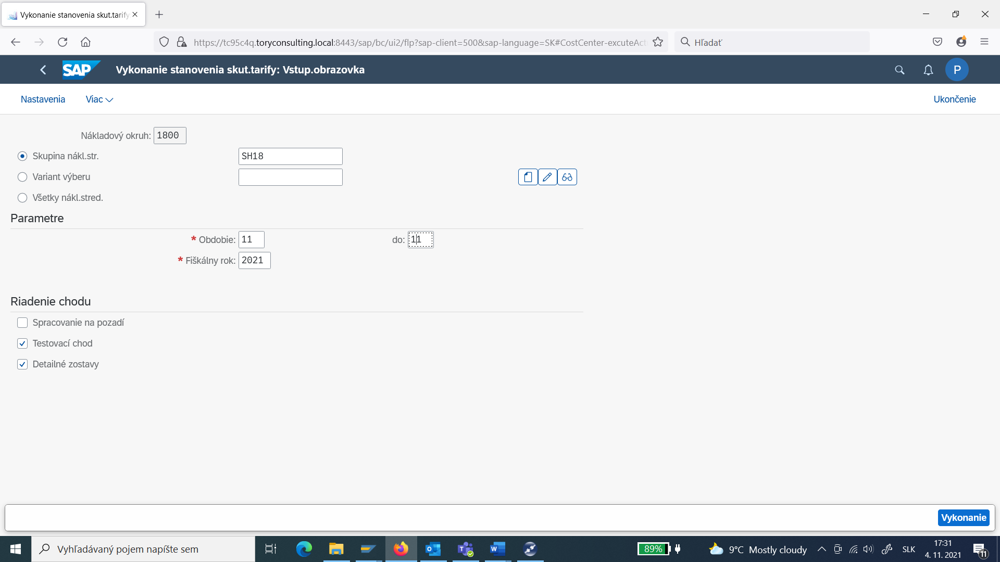 Vykonanie stanovenia skut.tarify
https://tc95c4q.toryconsulting.local:8443/sap/bc/ui2/flp?sap-client=500&sap-language=SK#CostCenter-excuteAct
Hľadať
SAP
Vykonanie stanovenia skut.tarify: Vstup.obrazovka
P
Nastavenia
Viac
Ukončenie
Nákladový okruh: 1800
Skupina nákl.str. SH18
Variant výberu
Všetky nákl.stred.
Parametre
* Obdobie: 11 do: 11
* Fiškálny rok: 2021
Riadenie chodu
Spracovanie na pozadí
Testovací chod
Detailné zostavy
Vykonanie
Vyhľadávaný pojem napíšte sem
89%
9°C Mostly cloudy
SLK
17:31
4. 11. 2021
11